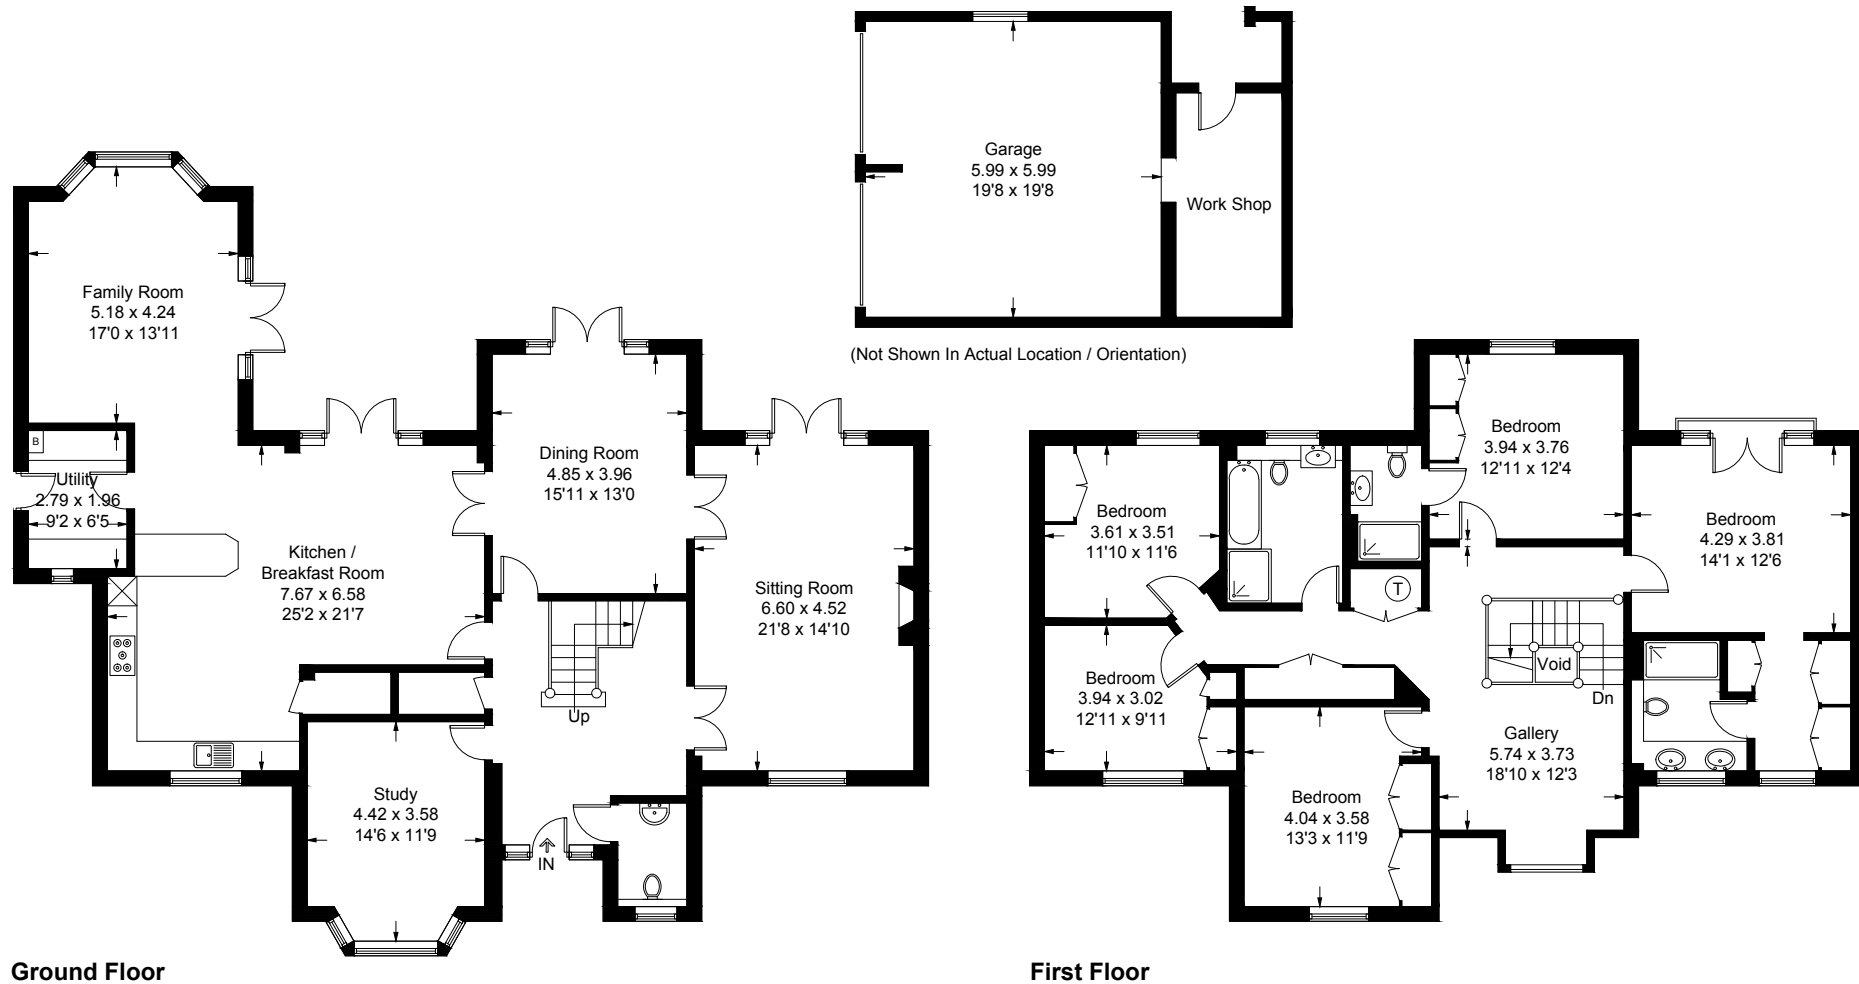 Garage
5.99 x 5.99
19'8 x 19'8
Work Shop
(Not Shown In Actual Location / Orientation)
Family Room
5.18 x 4.24
17'0 x 13'11
B
Utility
2.79 x 1.96
9'2 x 6'5
Kitchen /
Breakfast Room
7.67 x 6.58
25'2 x 21'7
Dining Room
4.85 x 3.96
15'11 x 13'0
Sitting Room
6.60 x 4.52
21'8 x 14'10
Up
Study
4.42 x 3.58
14'6 x 11'9
IN
Ground Floor
Bedroom
3.94 x 3.76
12'11 x 12'4
Bedroom
3.61 x 3.51
11'10 x 11'6
Bedroom
4.29 x 3.81
14'1 x 12'6
T
Void
Dn
Bedroom
3.94 x 3.02
12'11 x 9'11
Gallery
5.74 x 3.73
18'10 x 12'3
Bedroom
4.04 x 3.58
13'3 x 11'9
First Floor